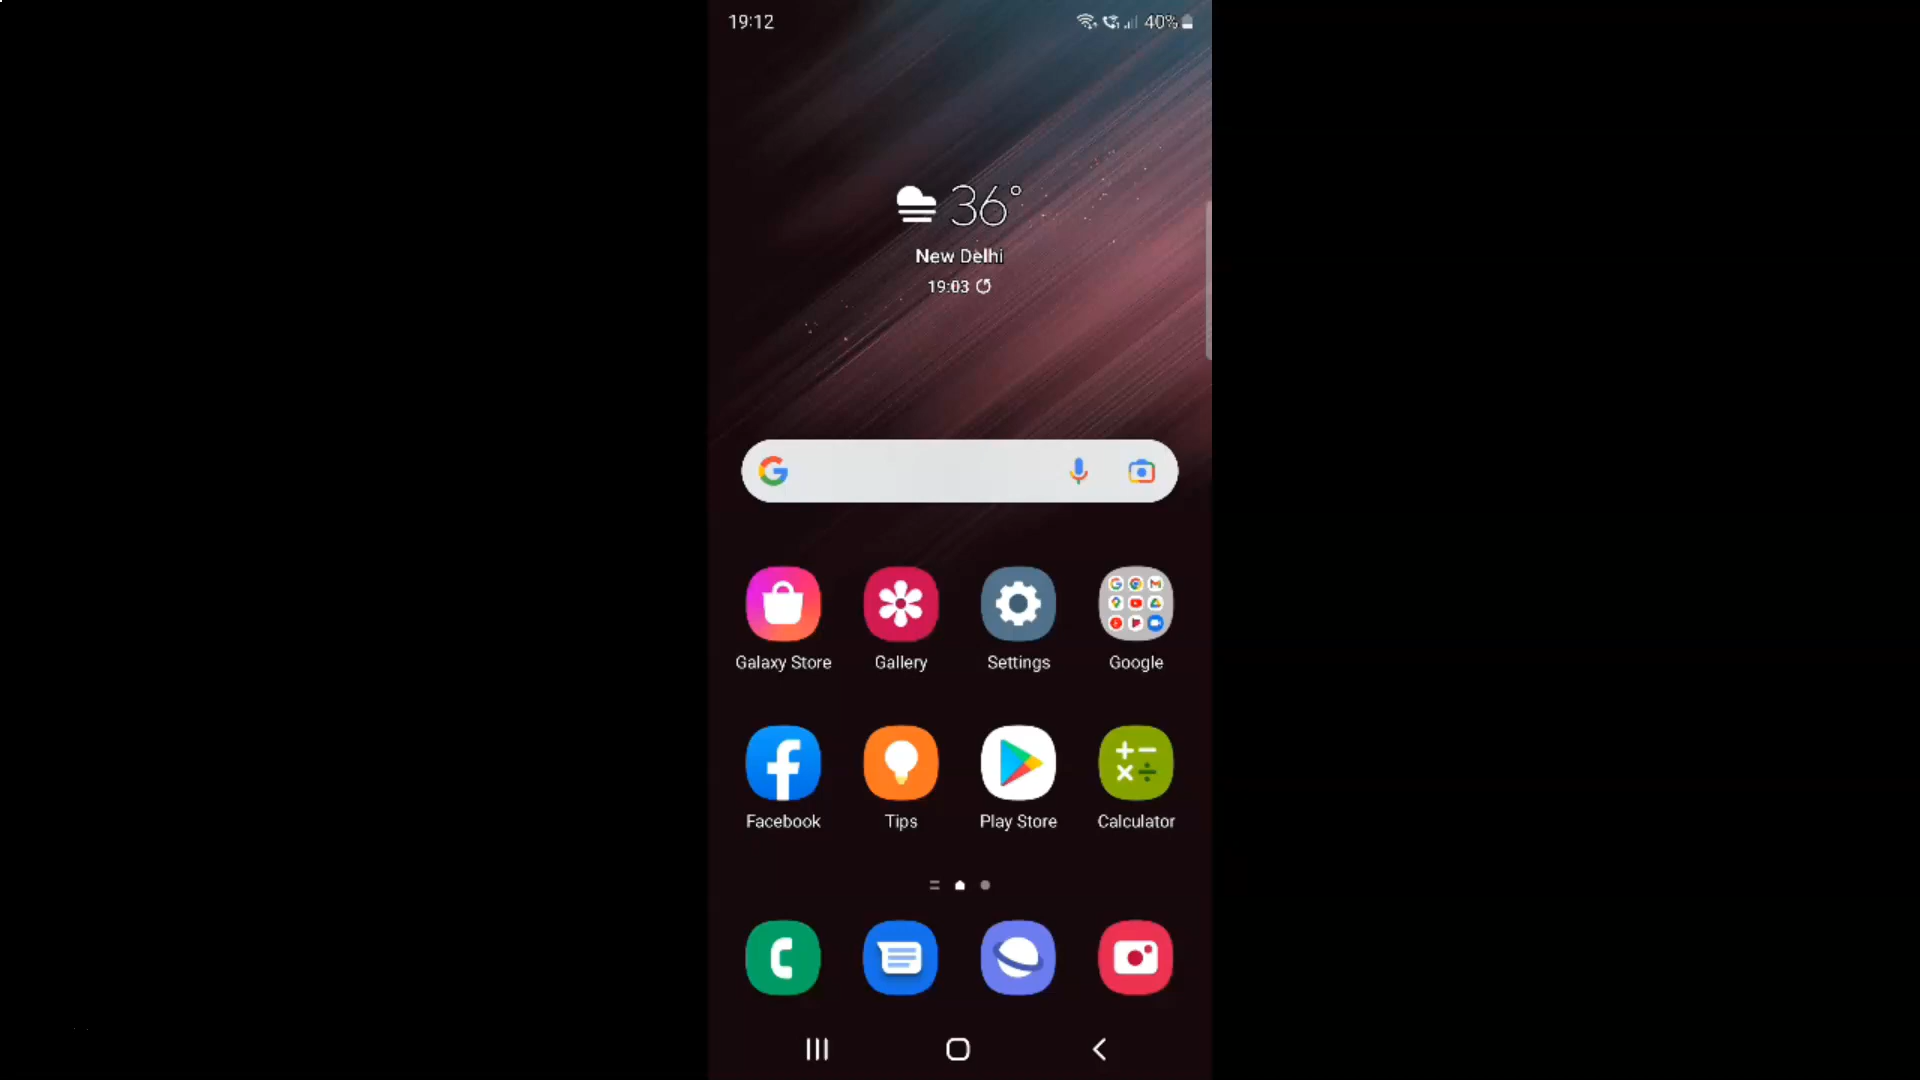 19:12 40%
36°
New Delhi
19:03
Galaxy Store Gallery Settings Google
Facebook Tips Play Store Calculator